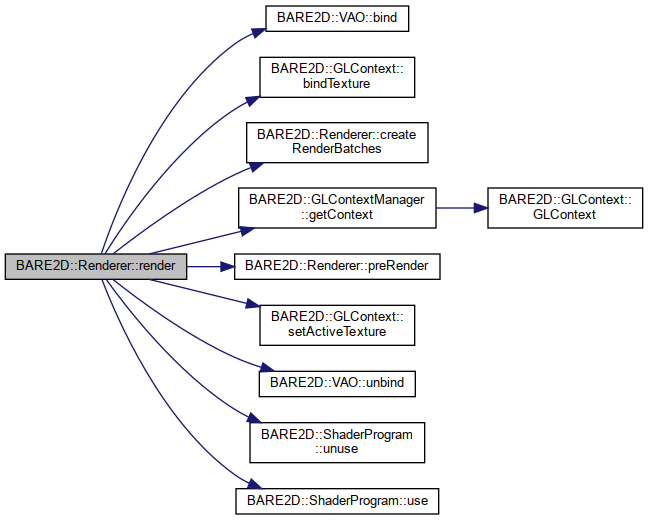 BARE2D::VAO::bind
BARE2D::GLContext::
bindTexture
BARE2D::Renderer::create
RenderBatches
BARE2D::GLContextManager
::getContext
BARE2D::GLContext::
GLContext
BARE2D::Renderer::render
BARE2D::Renderer::preRender
BARE2D::GLContext::
setActiveTexture
BARE2D::VAO::unbind
BARE2D::ShaderProgram
::unuse
BARE2D::ShaderProgram::use